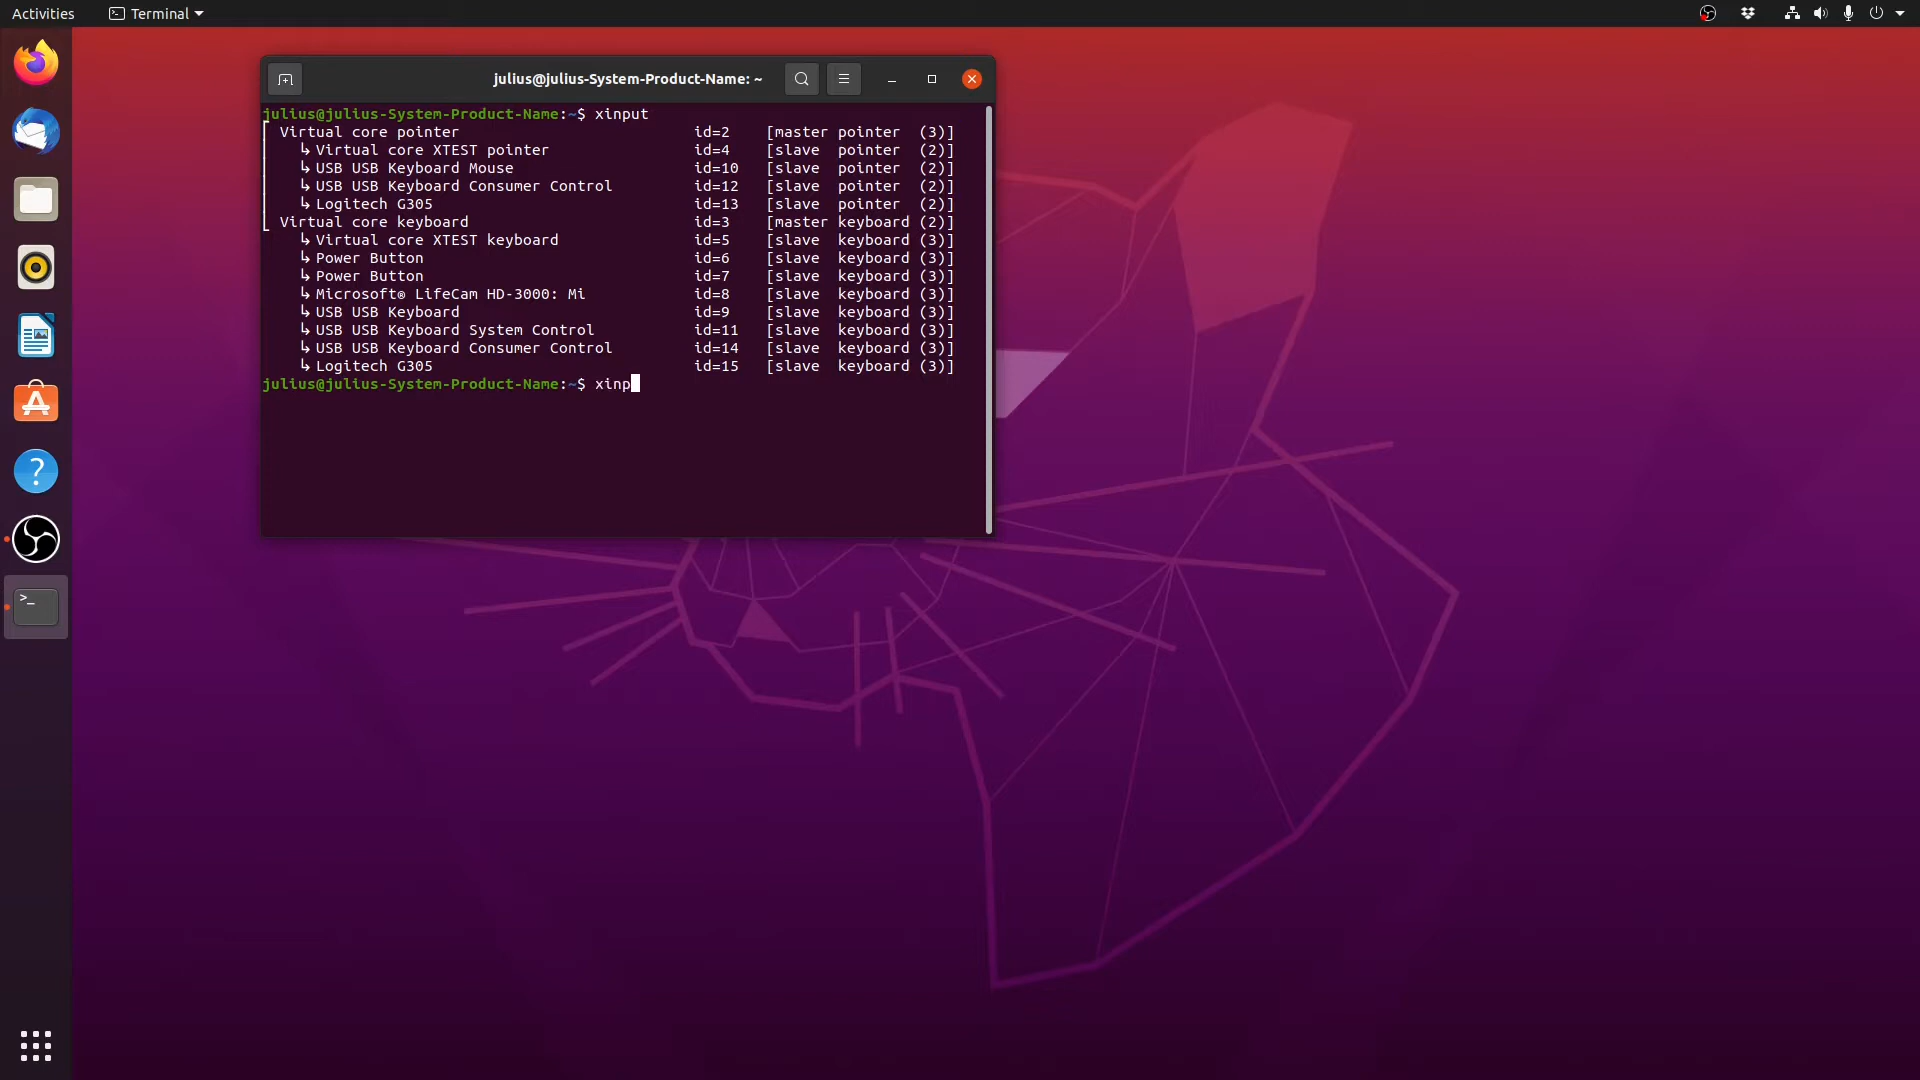 Activities Terminal
julius@julius-System-Product-Name: ~
julius@julius-System-Product-Name:~$ xinput
⎡ Virtual core pointer id=2 [master pointer (3)]
⎜ ↳ Virtual core XTEST pointer id=4 [slave pointer (2)]
⎜ ↳ USB USB Keyboard Mouse id=10 [slave pointer (2)]
⎜ ↳ USB USB Keyboard Consumer Control id=12 [slave pointer (2)]
⎜ ↳ Logitech G305 id=13 [slave pointer (2)]
⎣ Virtual core keyboard id=3 [master keyboard (2)]
↳ Virtual core XTEST keyboard id=5 [slave keyboard (3)]
↳ Power Button id=6 [slave keyboard (3)]
↳ Power Button id=7 [slave keyboard (3)]
↳ Microsoft® LifeCam HD-3000: Mi id=8 [slave keyboard (3)]
↳ USB USB Keyboard id=9 [slave keyboard (3)]
↳ USB USB Keyboard System Control id=11 [slave keyboard (3)]
↳ USB USB Keyboard Consumer Control id=14 [slave keyboard (3)]
↳ Logitech G305 id=15 [slave keyboard (3)]
julius@julius-System-Product-Name:~$ xinp